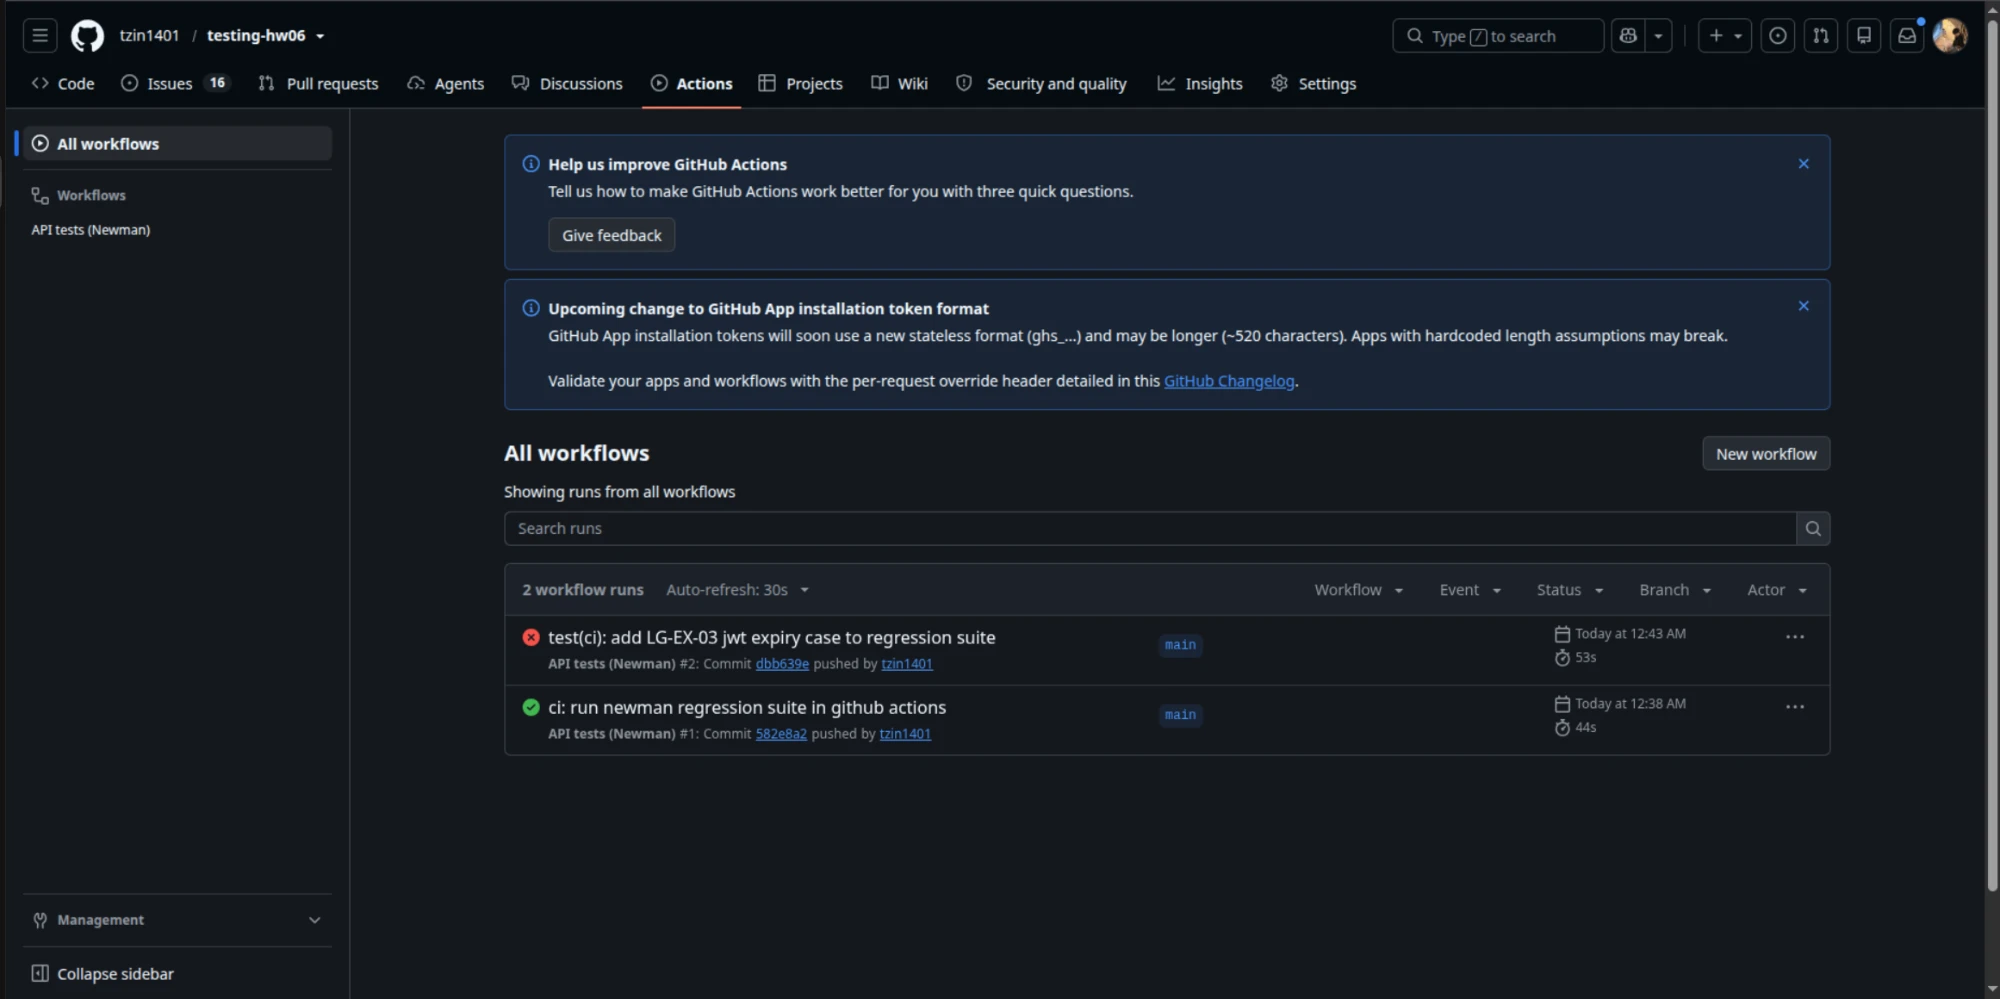 tzin1401 / testing-hw06
Type / to search
Code Issues 16 Pull requests Agents Discussions Actions Projects Wiki Security and quality Insights Settings
All workflows
Workflows
API tests (Newman)
Management
Collapse sidebar
Help us improve GitHub Actions
Tell us how to make GitHub Actions work better for you with three quick questions.
Give feedback
Upcoming change to GitHub App installation token format
GitHub App installation tokens will soon use a new stateless format (ghs_...) and may be longer (~520 characters). Apps with hardcoded length assumptions may break.
Validate your apps and workflows with the per-request override header detailed in this GitHub Changelog.
All workflows
New workflow
Showing runs from all workflows
Search runs
2 workflow runs Auto-refresh: 30s Workflow Event Status Branch Actor
test(ci): add LG-EX-03 jwt expiry case to regression suite
API tests (Newman) #2: Commit dbb639e pushed by tzin1401
main
Today at 12:43 AM
53s
ci: run newman regression suite in github actions
API tests (Newman) #1: Commit 582e8a2 pushed by tzin1401
main
Today at 12:38 AM
44s